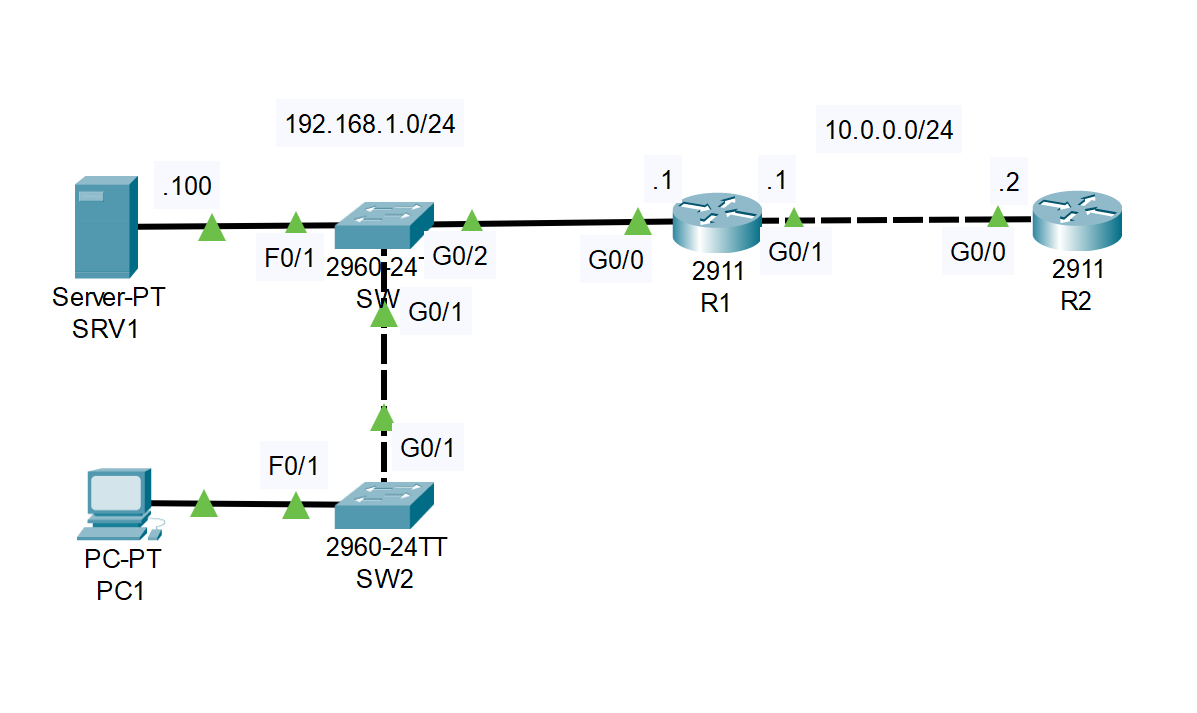 192.168.1.0/24
10.0.0.0/24
.100
.1
.1
.2
F0/1
G0/2
G0/0
G0/1
G0/0
2960-24
SW
Server-PT
SRV1
2911
R1
2911
R2
G0/1
G0/1
F0/1
2960-24TT
SW2
PC-PT
PC1